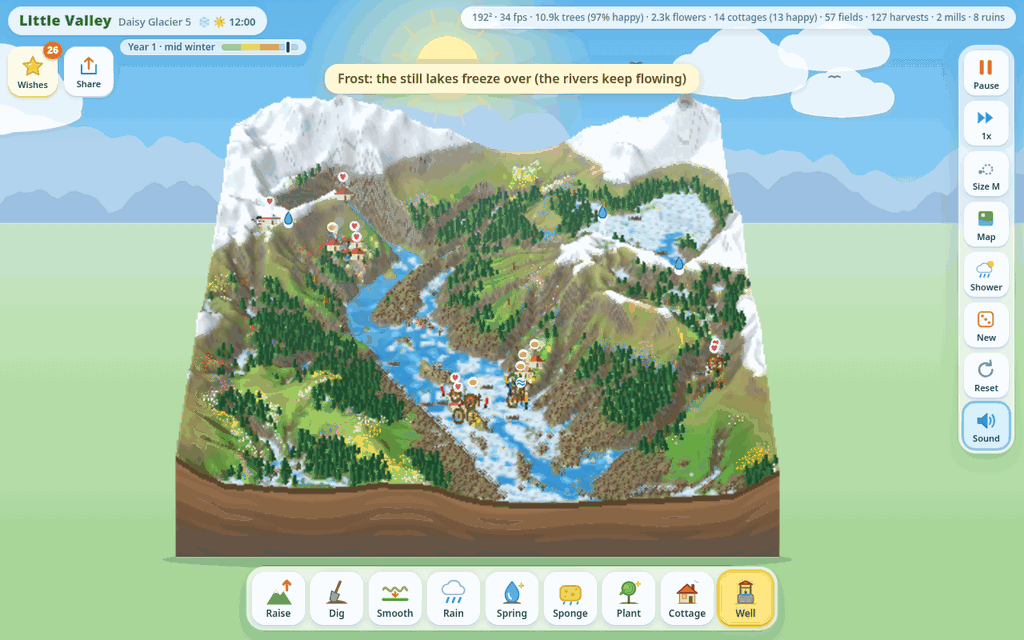 Little Valley Daisy Glacier 5 12:00
192² · 34 fps · 10.9k trees (97% happy) · 2.3k flowers · 14 cottages (13 happy) · 57 fields · 127 harvests · 2 mills · 8 ruins
Year 1 · mid winter
26
Wishes
Share
Frost: the still lakes freeze over (the rivers keep flowing)
Pause
1x
Size M
Map
Shower
New
Reset
Sound
Raise
Dig
Smooth
Rain
Spring
Sponge
Plant
Cottage
Well